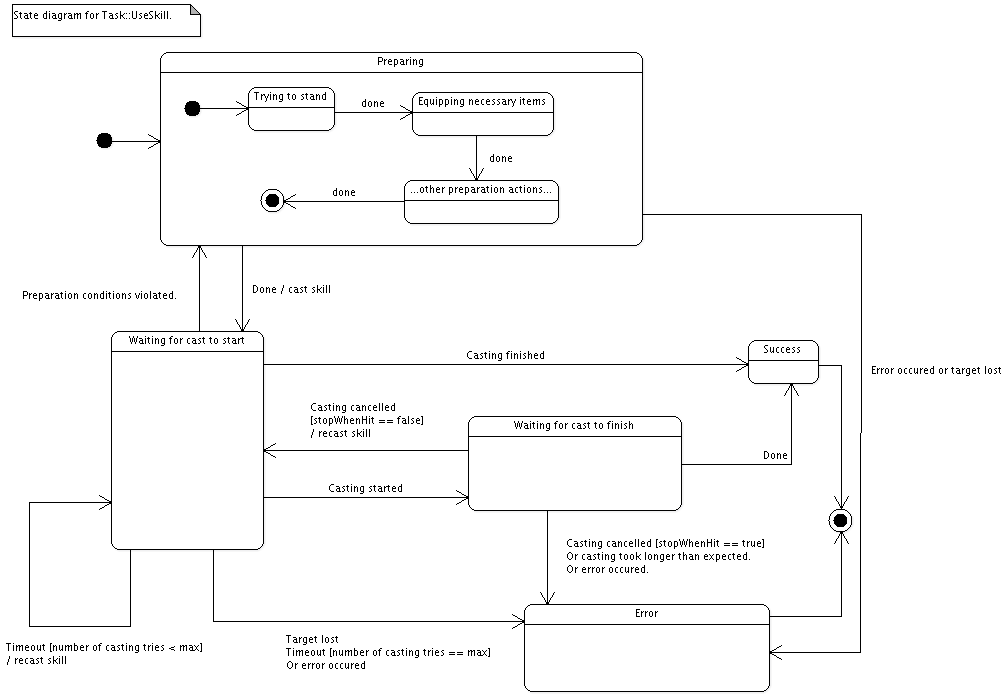 State diagram for Task::UseSkill.
Preparing
Trying to stand
done
Equipping necessary items
done
...other preparation actions...
done
Preparation conditions violated.
Done / cast skill
Waiting for cast to start
Casting finished
Success
Error occured or target lost
Casting cancelled
[stopWhenHit == false]
/ recast skill
Waiting for cast to finish
Done
Casting started
Casting cancelled [stopWhenHit == true]
Or casting took longer than expected.
Or error occured.
Error
Timeout [number of casting tries < max]
/ recast skill
Target lost
Timeout [number of casting tries == max]
Or error occured